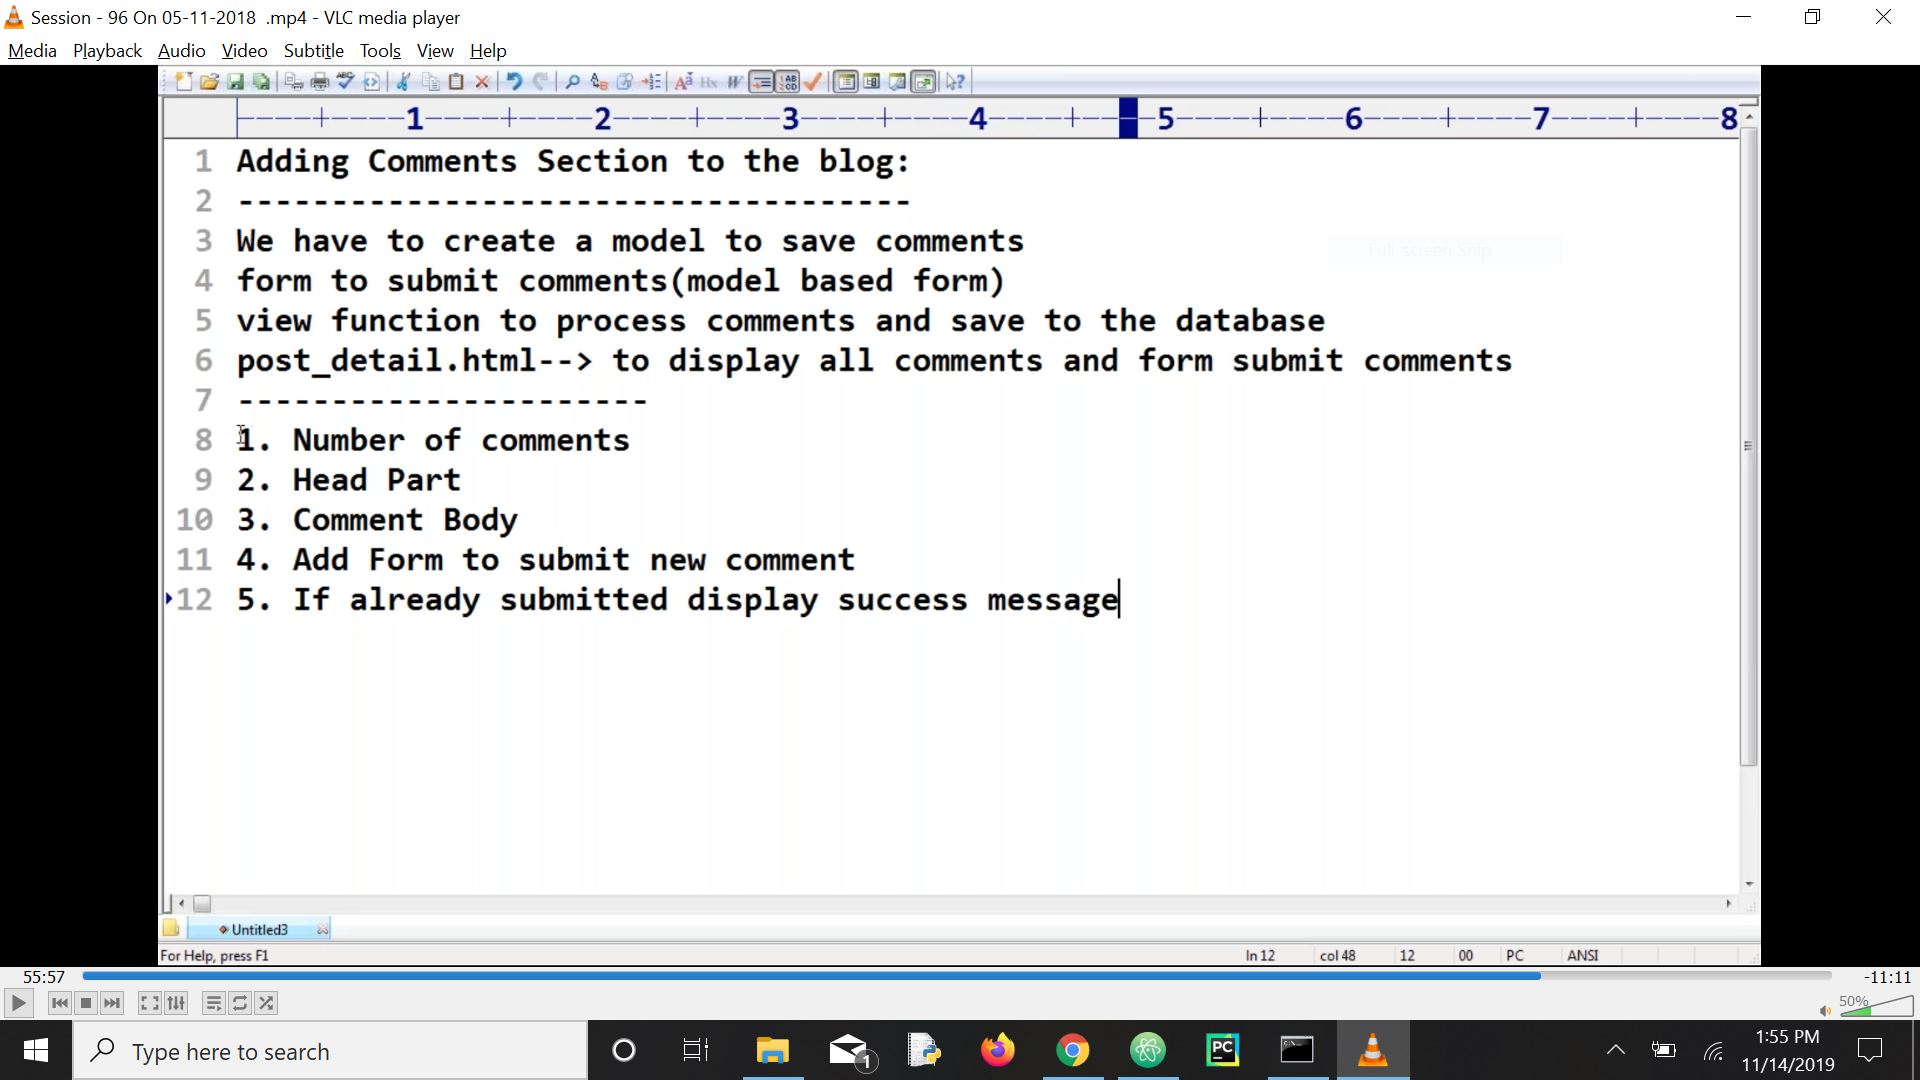 Session - 96 On 05-11-2018 .mp4 - VLC media player
Media Playback Audio Video Subtitle Tools View Help
1 2 3 4 5 6 7 8
1 Adding Comments Section to the blog:
2 ------------------------------------
3 We have to create a model to save comments
Full-screen Snip
4 form to submit comments(model based form)
5 view function to process comments and save to the database
6 post_detail.html--> to display all comments and form submit comments
7 ----------------------
8 1. Number of comments
9 2. Head Part
10 3. Comment Body
11 4. Add Form to submit new comment
12 5. If already submitted display success message
Untitled3
For Help, press F1 ln 12 col 48 12 00 PC ANSI
55:57 -11:11
50%
Type here to search
1
PC
1:55 PM
11/14/2019